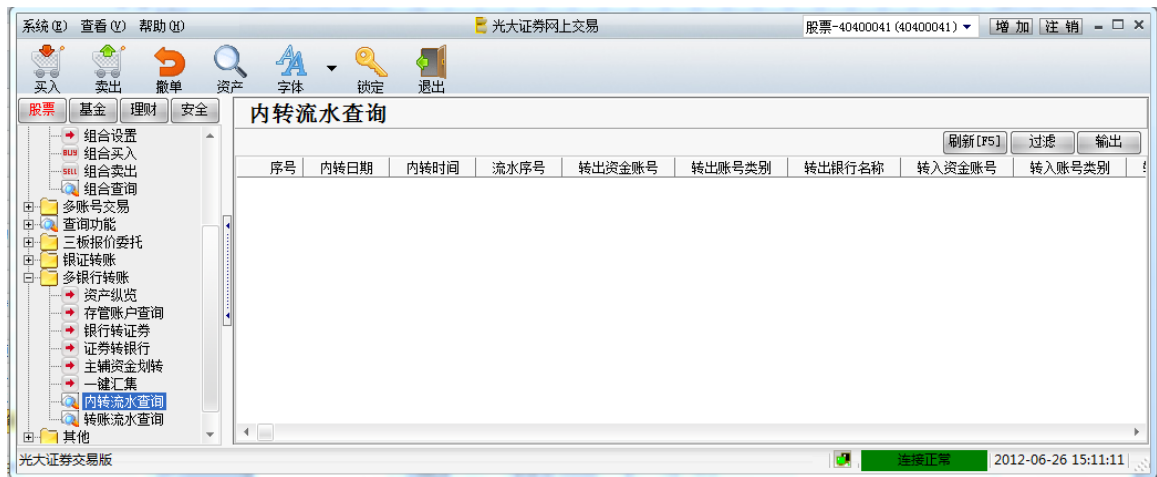 系统(E) 查看(V) 帮助(H) 光大证券网上交易 股票-40400041(40400041) 增 加 注 销
买入 卖出 撤单 资产 字体 锁定 退出
股票 基金 理财 安全
内转流水查询
刷新[F5] 过滤 输出
序号 内转日期 内转时间 流水序号 转出资金账号 转出账号类别 转出银行名称 转入资金账号 转入账号类别
组合设置
BUY 组合买入
SELL 组合卖出
组合查询
多账号交易
查询功能
三板报价委托
银证转账
多银行转账
资产纵览
存管账户查询
银行转证券
证券转银行
主辅资金划转
一键汇集
内转流水查询
转账流水查询
其他
光大证券交易版 连接正常 2012-06-26 15:11:11